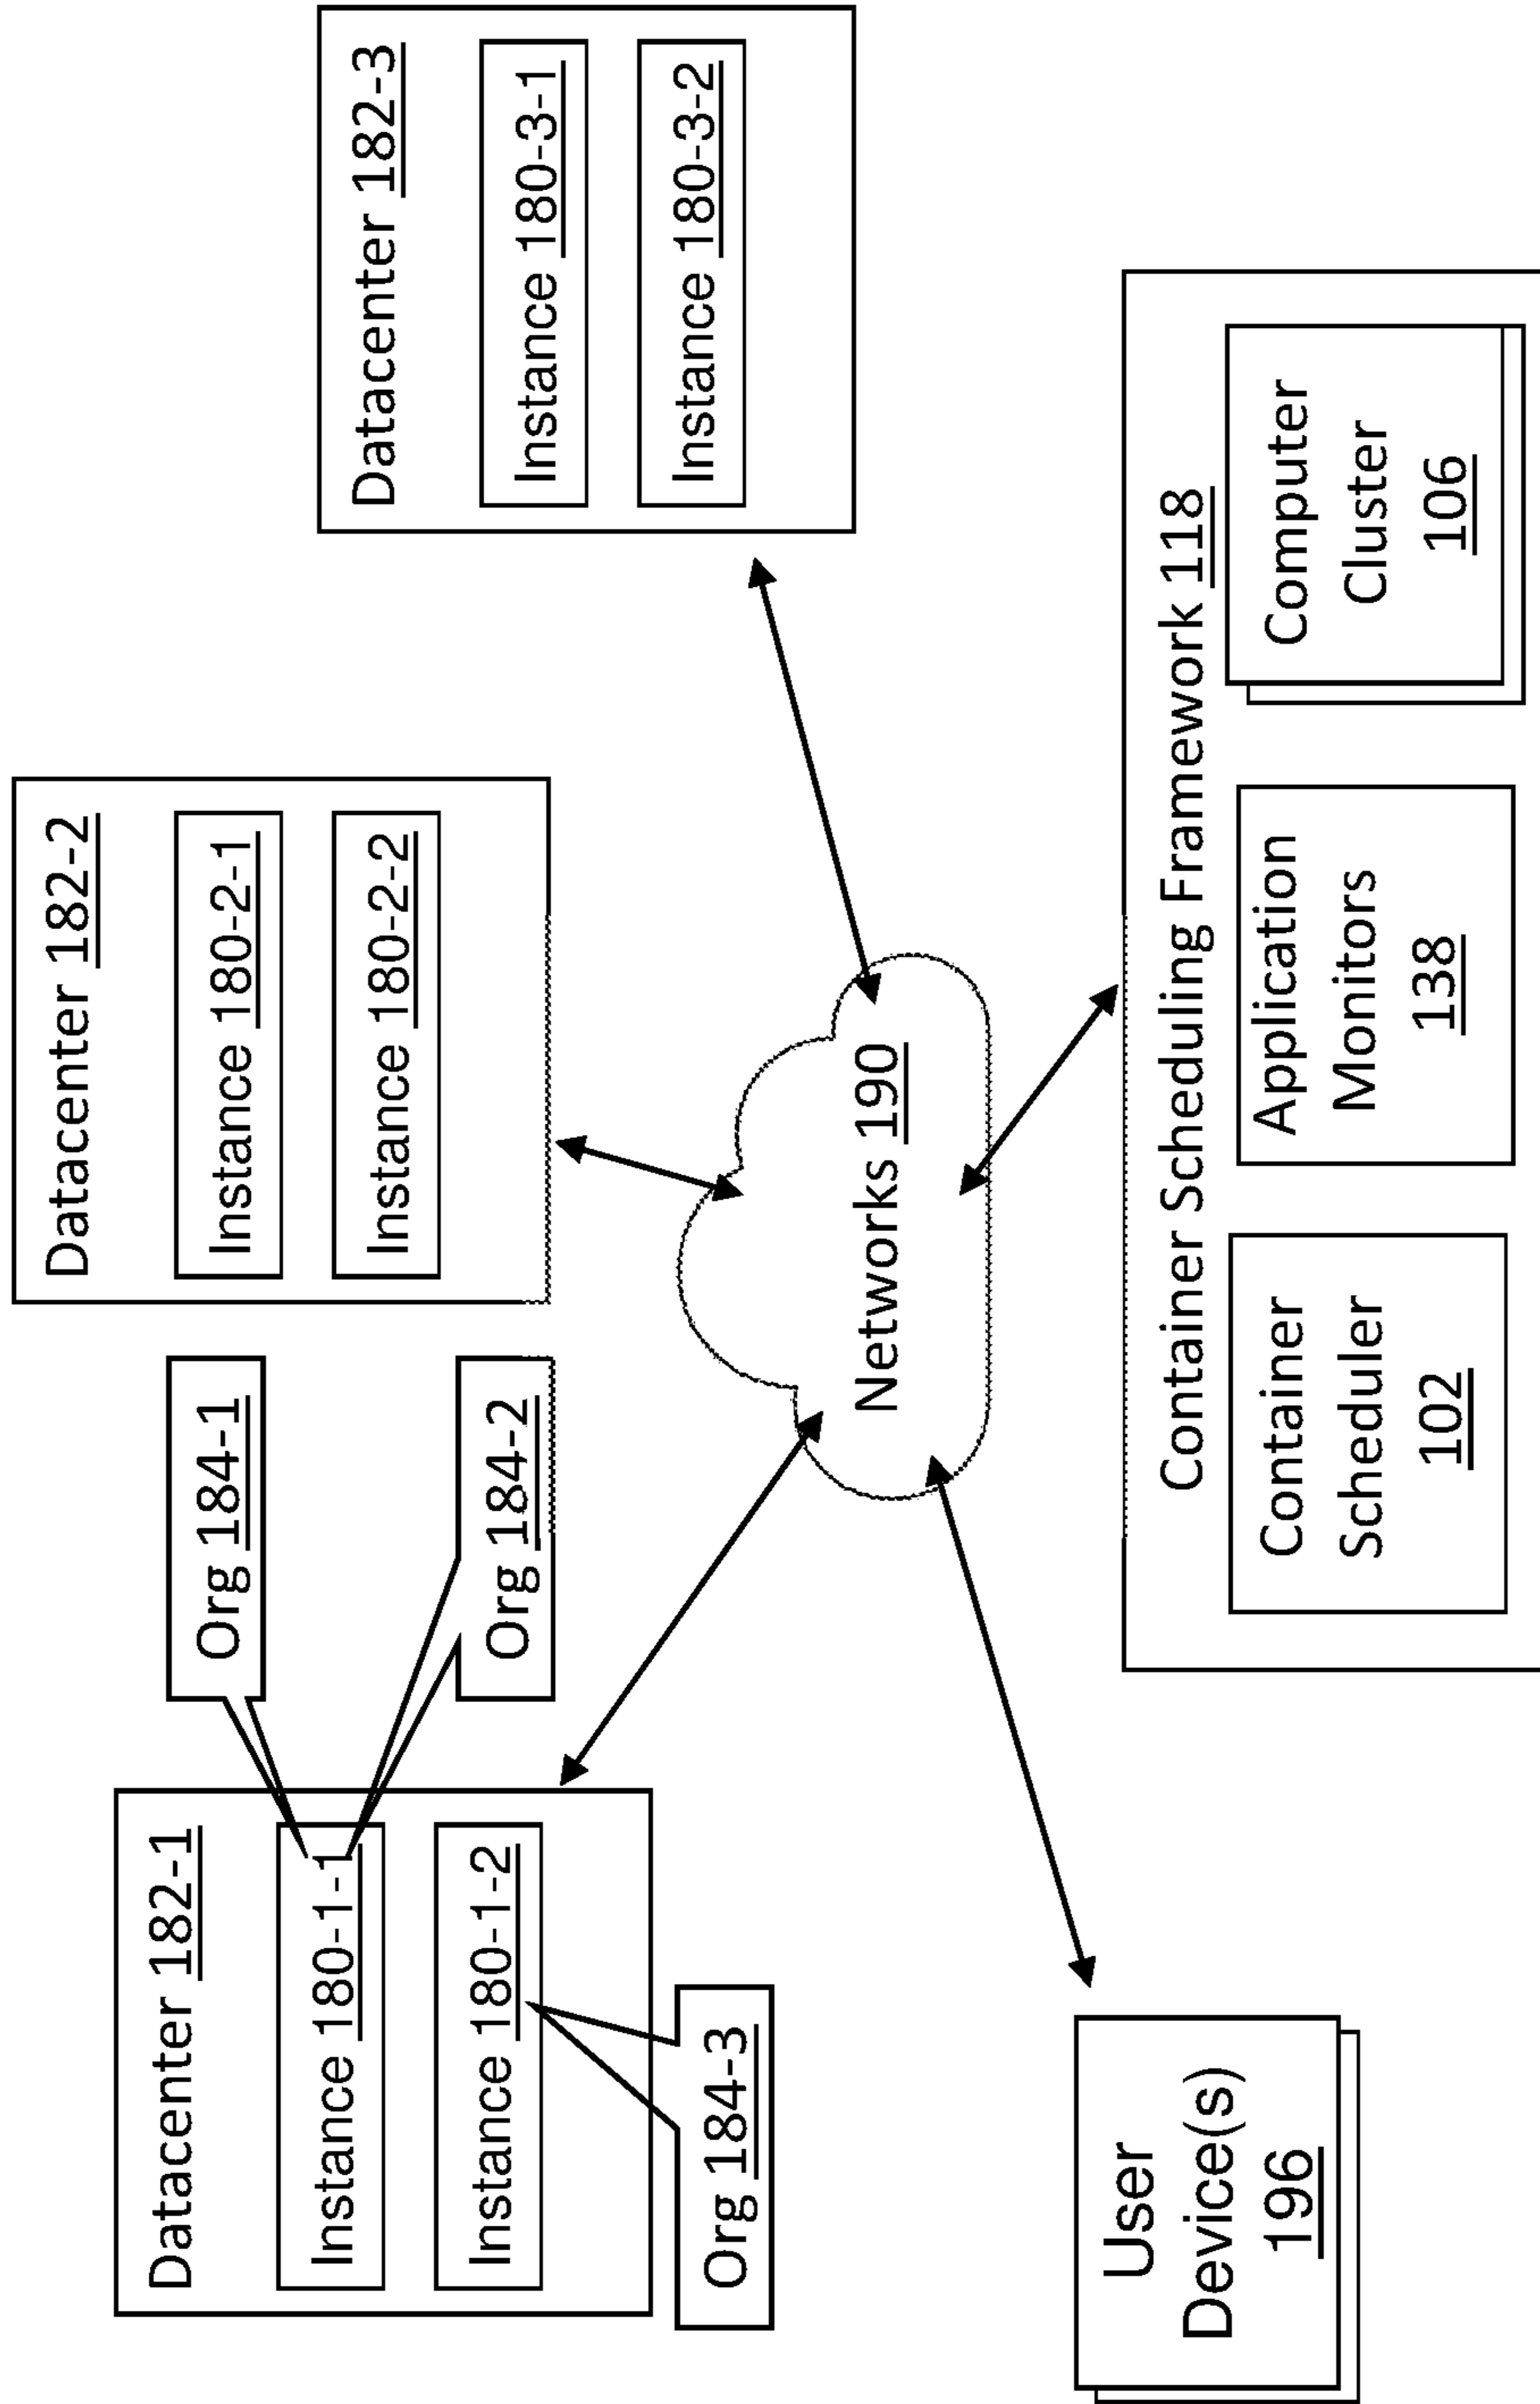 Datacenter 182-1
Instance 180-1-1
Instance 180-1-2
Org 184-1
Org 184-2
Org 184-3
Datacenter 182-2
Instance 180-2-1
Instance 180-2-2
Datacenter 182-3
Instance 180-3-1
Instance 180-3-2
Networks 190
User
Device(s)
196
Container Scheduling Framework 118
Container
Scheduler
102
Application
Monitors
138
Computer
Cluster
106